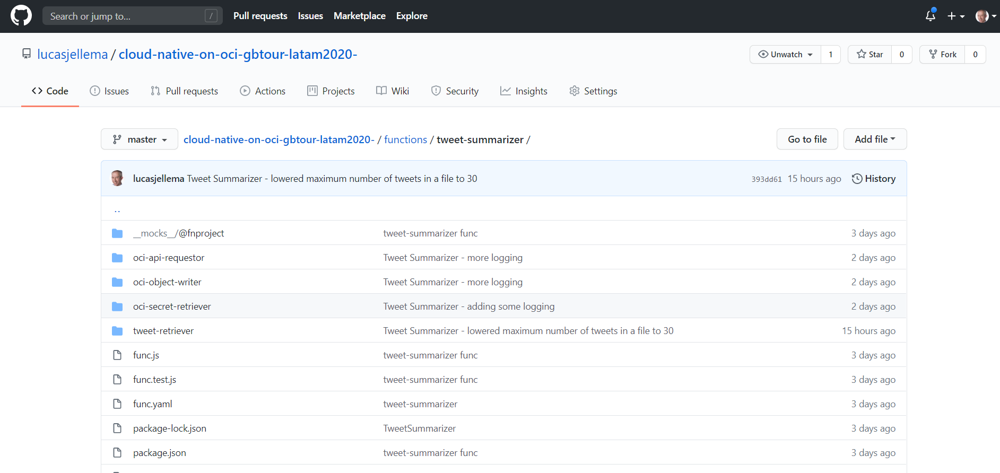 Search or jump to... / Pull requests Issues Marketplace Explore
lucasjellema / cloud-native-on-oci-gbtour-latam2020- Unwatch 1 Star 0 Fork 0
Code Issues Pull requests Actions Projects Wiki Security Insights Settings
master cloud-native-on-oci-gbtour-latam2020- / functions / tweet-summarizer / Go to file Add file
lucasjellema Tweet Summarizer - lowered maximum number of tweets in a file to 30 393dd61 15 hours ago History
..
__mocks__/@fnproject tweet-summarizer func 3 days ago
oci-api-requestor Tweet Summarizer - more logging 2 days ago
oci-object-writer Tweet Summarizer - more logging 2 days ago
oci-secret-retriever Tweet Summarizer - adding some logging 2 days ago
tweet-retriever Tweet Summarizer - lowered maximum number of tweets in a file to 30 15 hours ago
func.js tweet-summarizer func 3 days ago
func.test.js tweet-summarizer func 3 days ago
func.yaml tweet-summarizer 3 days ago
package-lock.json TweetSummarizer 3 days ago
package.json tweet-summarizer func 3 days ago